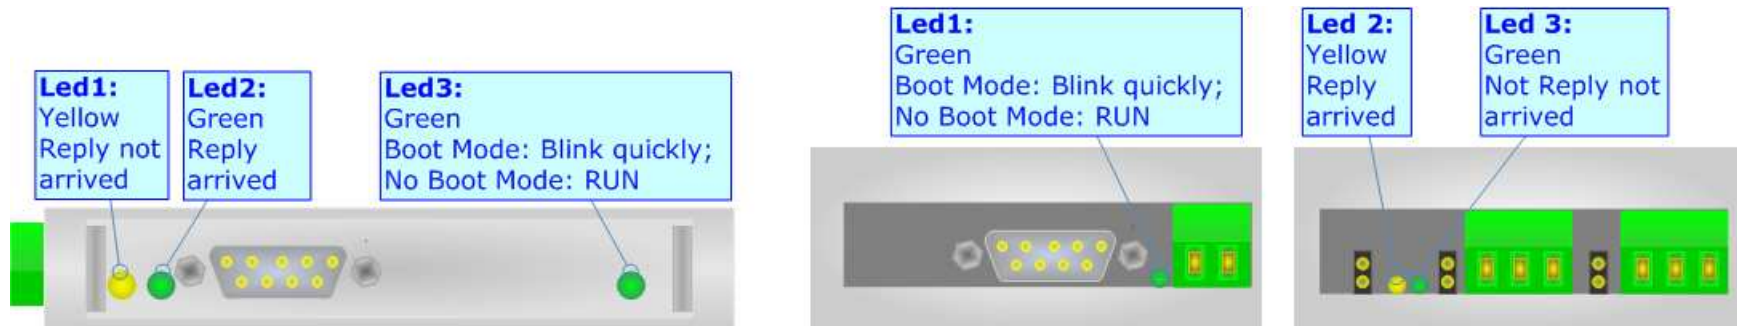 Led1:
Yellow
Reply not
arrived
Led2:
Green
Reply
arrived
Led3:
Green
Boot Mode: Blink quickly;
No Boot Mode: RUN
Led1:
Green
Boot Mode: Blink quickly;
No Boot Mode: RUN
Led 2:
Yellow
Reply
arrived
Led 3:
Green
Not Reply not
arrived